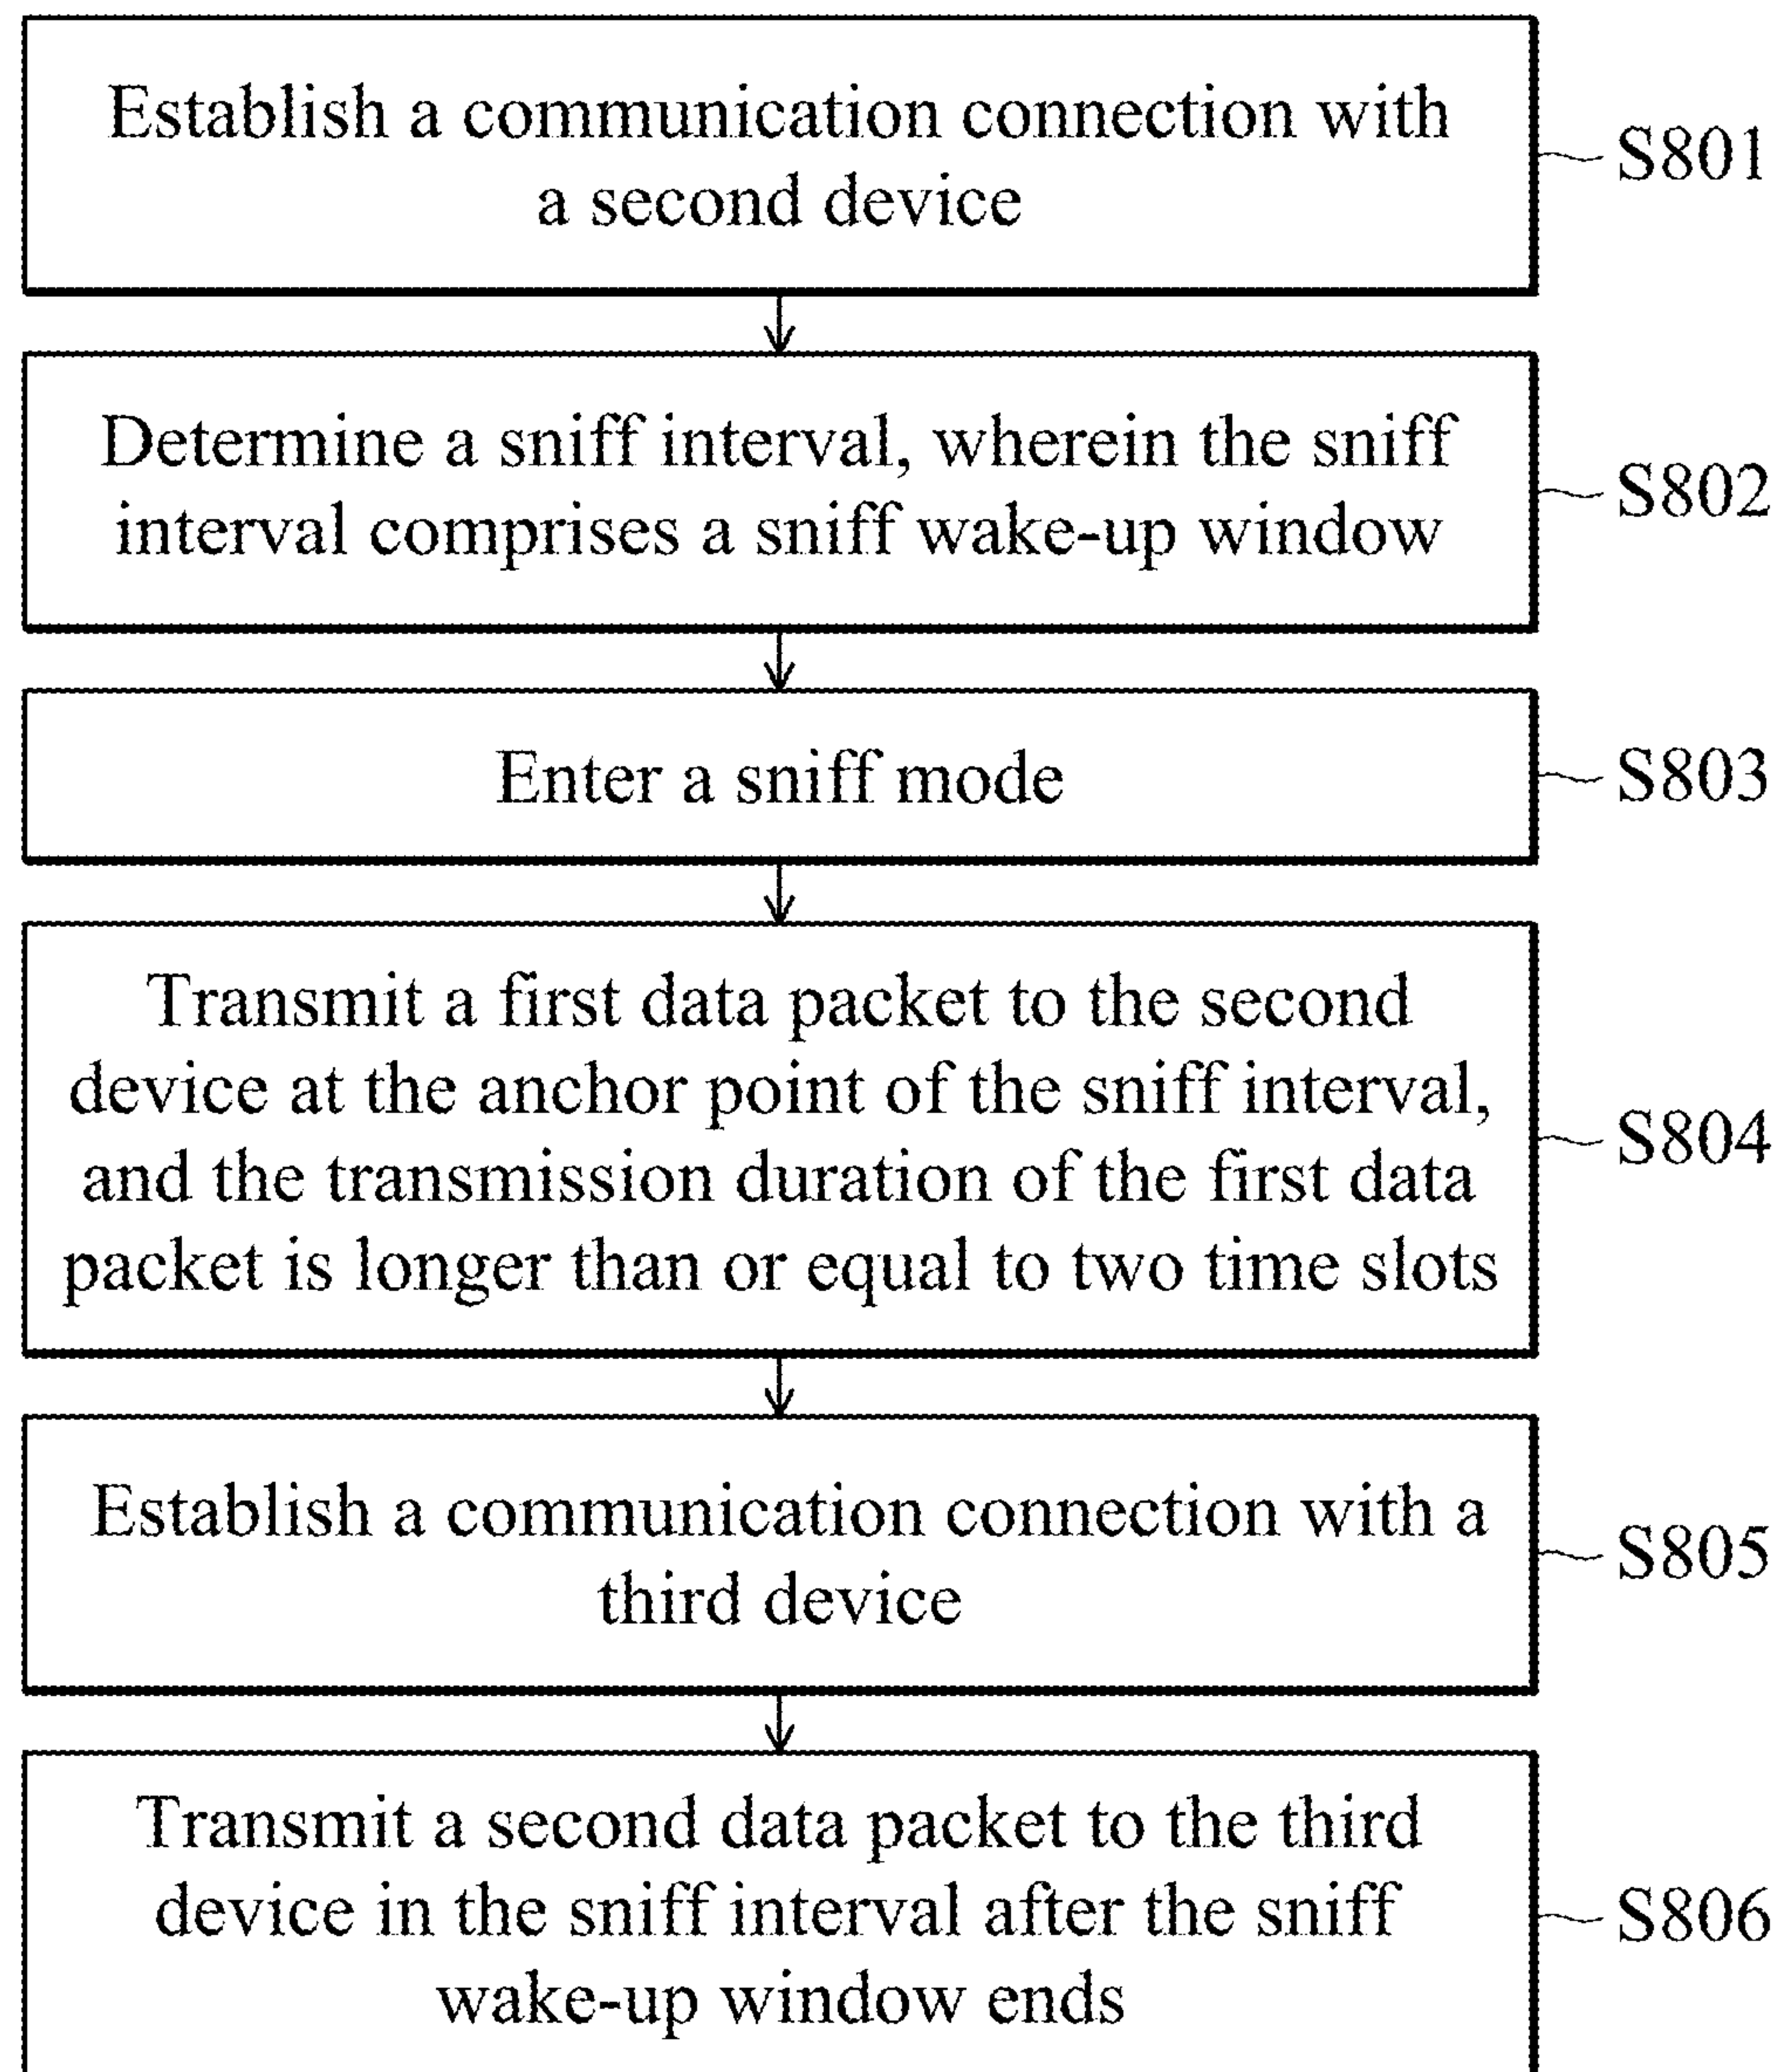 Establish a communication connection with
a second device
S801
Determine a sniff interval, wherein the sniff
interval comprises a sniff wake-up window
S802
Enter a sniff mode
S803
Transmit a first data packet to the second
device at the anchor point of the sniff interval,
and the transmission duration of the first data
packet is longer than or equal to two time slots
S804
Establish a communication connection with a
third device
S805
Transmit a second data packet to the third
device in the sniff interval after the sniff
wake-up window ends
S806